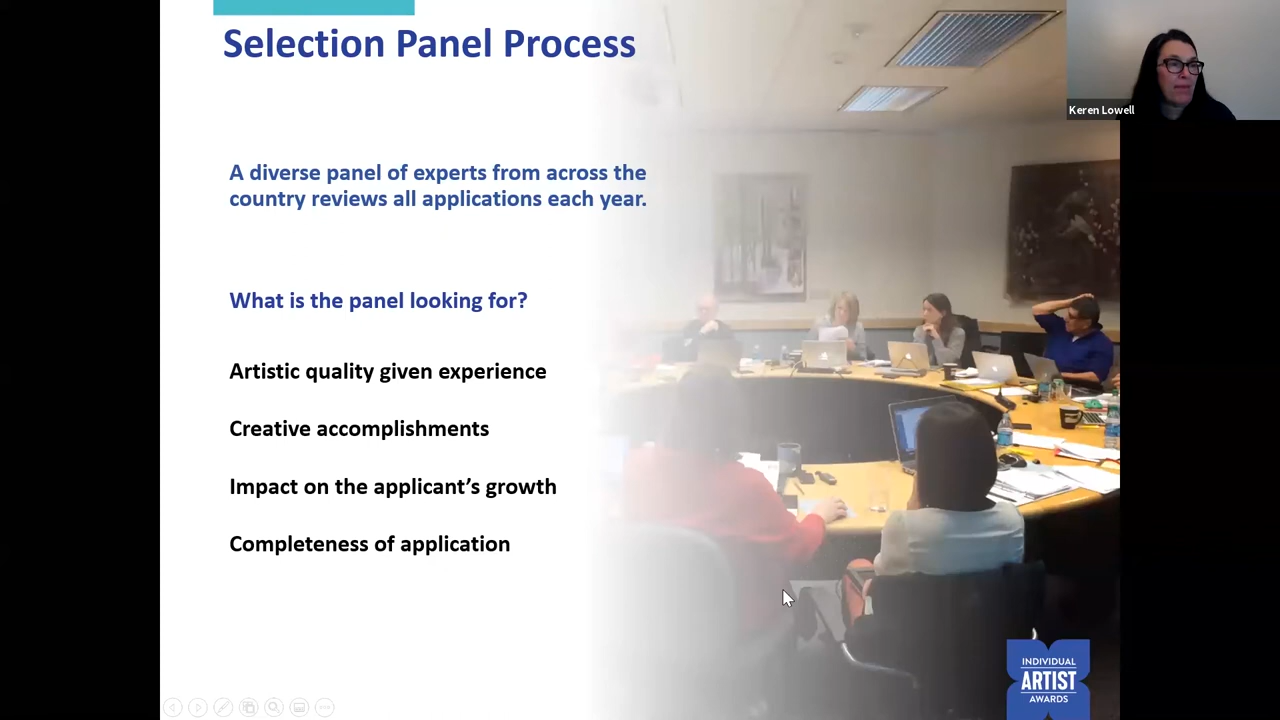 Selection Panel Process
Keren Lowell
A diverse panel of experts from across the
country reviews all applications each year.
What is the panel looking for?
Artistic quality given experience
Creative accomplishments
Impact on the applicant's growth
Completeness of application
INDIVIDUAL
ARTIST
AWARDS